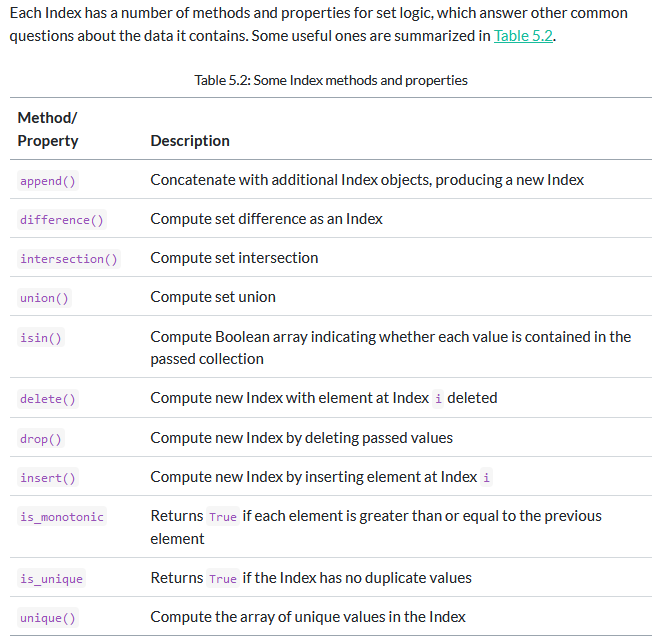 Each Index has a number of methods and properties for set logic, which answer other common
questions about the data it contains. Some useful ones are summarized in Table 5.2.
Table 5.2: Some Index methods and properties
Method/
Property Description
append() Concatenate with additional Index objects, producing a new Index
difference() Compute set difference as an Index
intersection() Compute set intersection
union() Compute set union
isin() Compute Boolean array indicating whether each value is contained in the
passed collection
delete() Compute new Index with element at Index i deleted
drop() Compute new Index by deleting passed values
insert() Compute new Index by inserting element at Index i
is_monotonic Returns True if each element is greater than or equal to the previous
element
is_unique Returns True if the Index has no duplicate values
unique() Compute the array of unique values in the Index